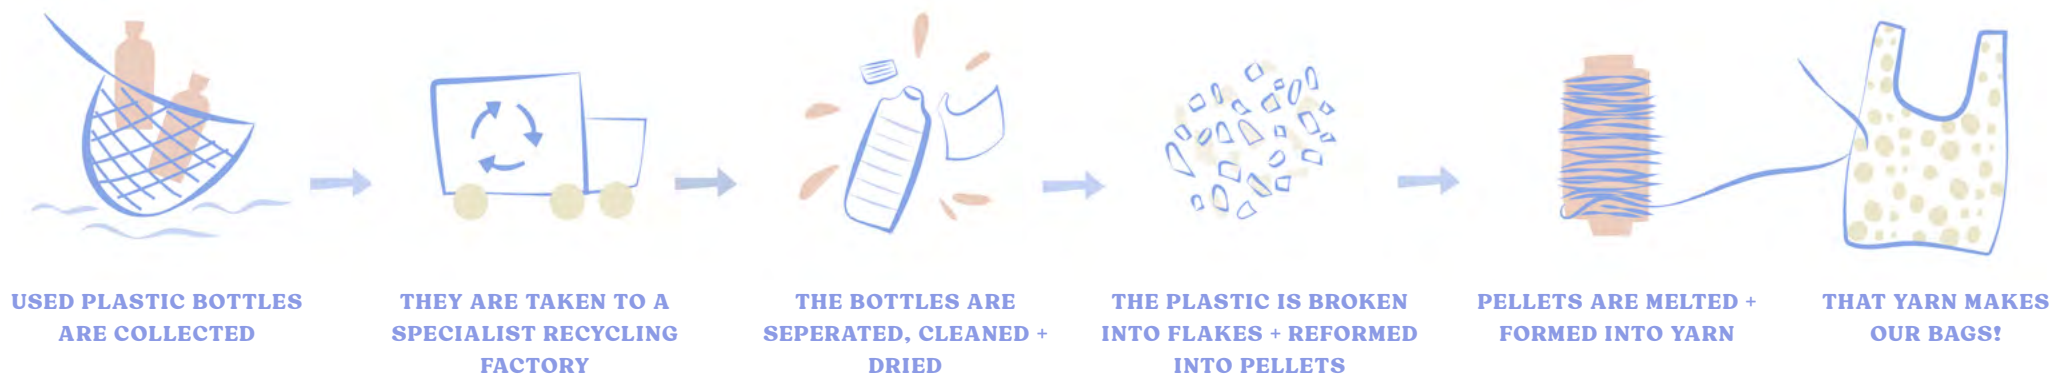 USED PLASTIC BOTTLES
ARE COLLECTED
THEY ARE TAKEN TO A
SPECIALIST RECYCLING
FACTORY
THE BOTTLES ARE
SEPERATED, CLEANED +
DRIED
THE PLASTIC IS BROKEN
INTO FLAKES + REFORMED
INTO PELLETS
PELLETS ARE MELTED +
FORMED INTO YARN
THAT YARN MAKES
OUR BAGS!